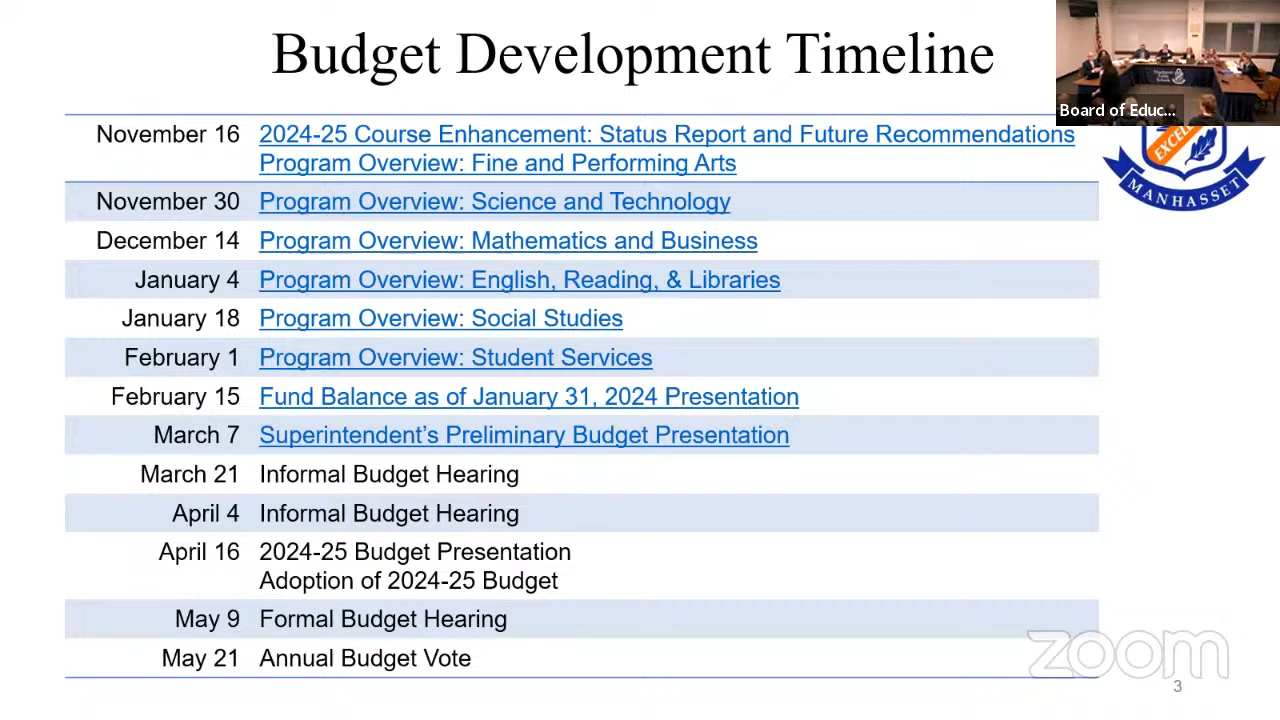 Budget Development Timeline
Board of Educ...
November 16 2024-25 Course Enhancement: Status Report and Future Recommendations
Program Overview: Fine and Performing Arts
November 30 Program Overview: Science and Technology
December 14 Program Overview: Mathematics and Business
January 4 Program Overview: English, Reading, & Libraries
January 18 Program Overview: Social Studies
February 1 Program Overview: Student Services
February 15 Fund Balance as of January 31, 2024 Presentation
March 7 Superintendent’s Preliminary Budget Presentation
March 21 Informal Budget Hearing
April 4 Informal Budget Hearing
April 16 2024-25 Budget Presentation
Adoption of 2024-25 Budget
May 9 Formal Budget Hearing
May 21 Annual Budget Vote
MANHASSET
zoom
3